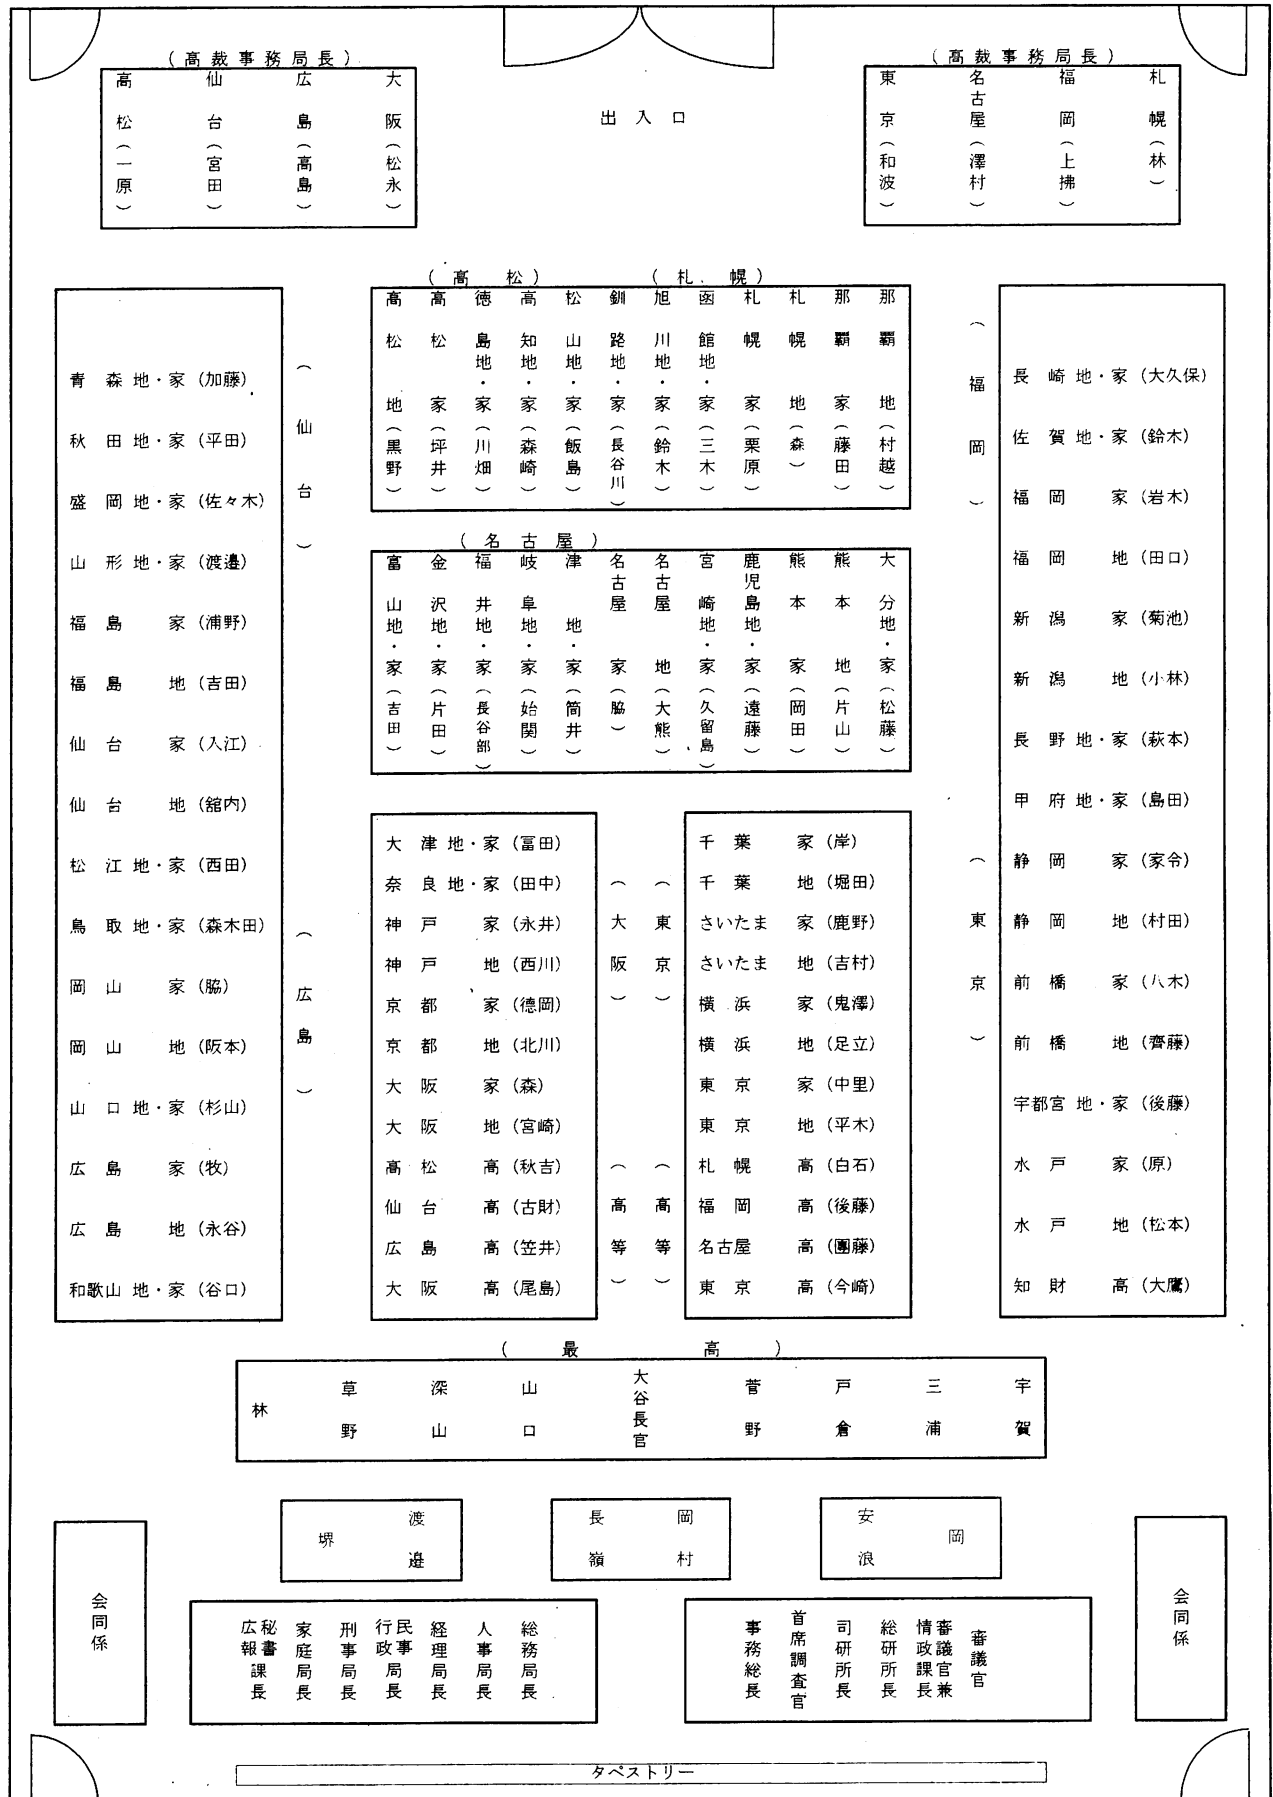 (高裁事務局長)
高松(一原)
仙台(宮田)
広島(高島)
大阪(松永)
出入口
(高裁事務局長)
東京(和波)
名古屋(澤村)
福岡(上拂)
札幌(林)
(高松)
(札幌)
高松地(黒野)
高松家(坪井)
徳島地・家(川畑)
高知地・家(森崎)
松山地・家(飯島)
釧路地・家(長谷川)
旭川地・家(鈴木)
函館地・家(三木)
札幌家(栗原)
札幌地(森)
那覇家(藤田)
那覇地(村越)
(名古屋)
富山地・家(吉田)
金沢地・家(片田)
福井地・家(長谷部)
岐阜地・家(始関)
津地・家(筒井)
名古屋家(脇)
名古屋地(大熊)
宮崎地・家(久留島)
鹿児島地・家(遠藤)
熊本家(岡田)
熊本地(片山)
大分地・家(松藤)
(仙台)
青森地・家(加藤)
秋田地・家(平田)
盛岡地・家(佐々木)
山形地・家(渡邉)
福島家(浦野)
福島地(吉田)
仙台家(入江)
仙台地(舘内)
松江地・家(西田)
鳥取地・家(森木田)
岡山家(脇)
岡山地(阪本)
山口地・家(杉山)
広島家(牧)
広島地(永谷)
和歌山地・家(谷口)
(広島)
大津地・家(冨田)
奈良地・家(田中)
神戸家(永井)
神戸地(西川)
京都家(德岡)
京都地(北川)
大阪家(森)
大阪地(宮崎)
高松高(秋吉)
仙台高(古財)
広島高(笠井)
大阪高(尾島)
(大阪)
(東京)
(高等)
(高等)
千葉家(岸)
千葉地(堀田)
さいたま家(鹿野)
さいたま地(吉村)
横浜家(鬼澤)
横浜地(足立)
東京家(中里)
東京地(平木)
札幌高(白石)
福岡高(後藤)
名古屋高(團藤)
東京高(今崎)
(福岡)
長崎地・家(大久保)
佐賀地・家(鈴木)
福岡家(岩木)
福岡地(田口)
新潟家(菊池)
新潟地(小林)
長野地・家(萩本)
甲府地・家(島田)
静岡家(家令)
静岡地(村田)
前橋家(八木)
前橋地(齊藤)
宇都宮地・家(後藤)
水戸家(原)
水戸地(松本)
知財高(大鷹)
(東京)
(最高)
林
草野
深山
山口
大谷長官
菅野
戸倉
三浦
宇賀
堺
渡邉
長嶺
岡村
安浪
岡
会同係
会同係
秘書課長
広報課長
家庭局長
刑事局長
民事局長
行政局長
経理局長
人事局長
総務局長
事務総長
首席調査官
司研所長
総研所長
審議官兼
情政課長
審議官
タペストリー